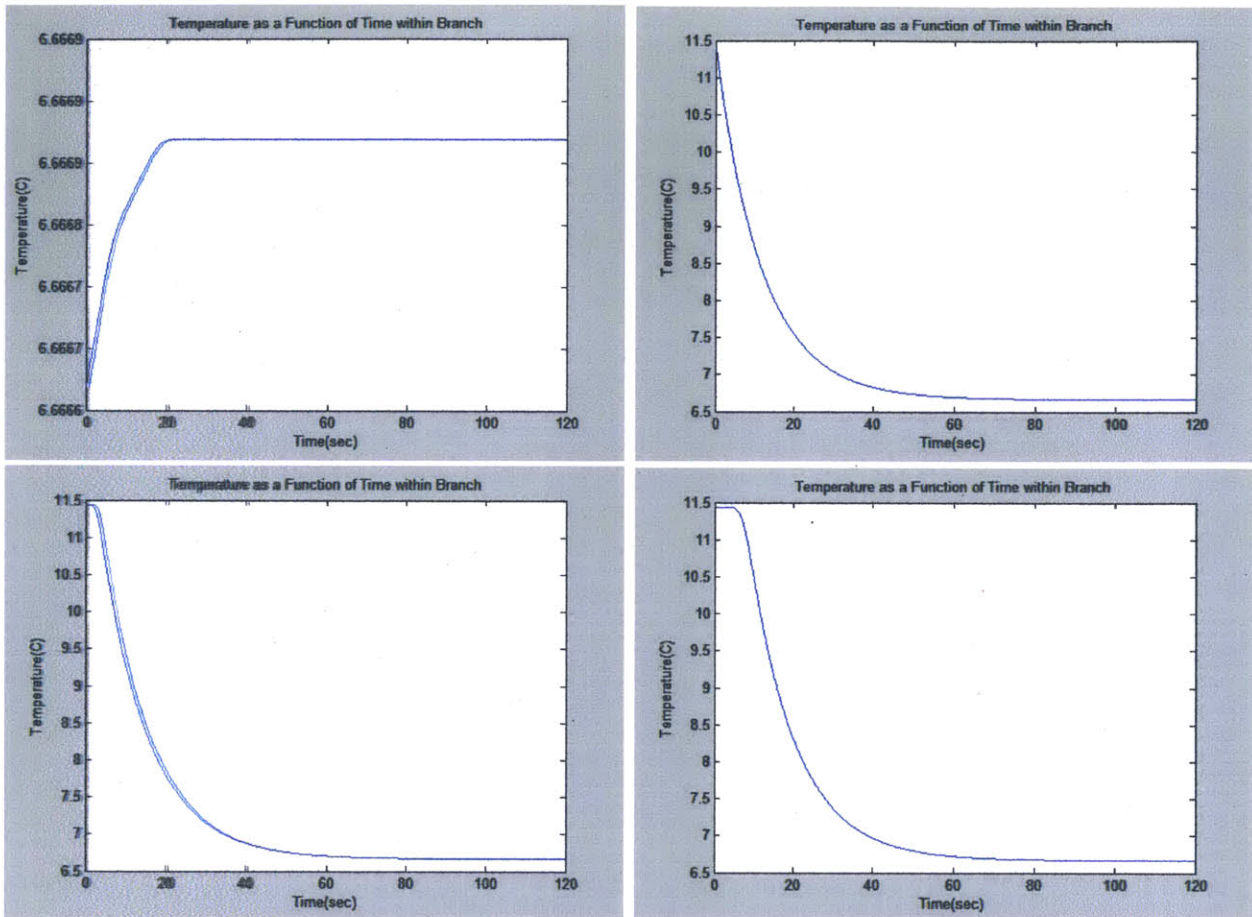 Temperature as a Function of Time within Branch
6.6669
6.6669
6.6669
6.6668
6.6667
6.6667
6.6666
Temperature(C)
0 20 40 60 80 100 120
Time(sec)
Temperature as a Function of Time within Branch
11.5
11
10.5
10
9.5
9
8.5
8
7.5
7
6.5
Temperature(C)
0 20 40 60 80 100 120
Time(sec)
Temperature as a Function of Time within Branch
11.5
11
10.5
10
9.5
9
8.5
8
7.5
7
6.5
Temperature(C)
0 20 40 60 80 100 120
Time(sec)
Temperature as a Function of Time within Branch
11.5
11
10.5
10
9.5
9
8.5
8
7.5
7
6.5
Temperature(C)
0 20 40 60 80 100 120
Time(sec)